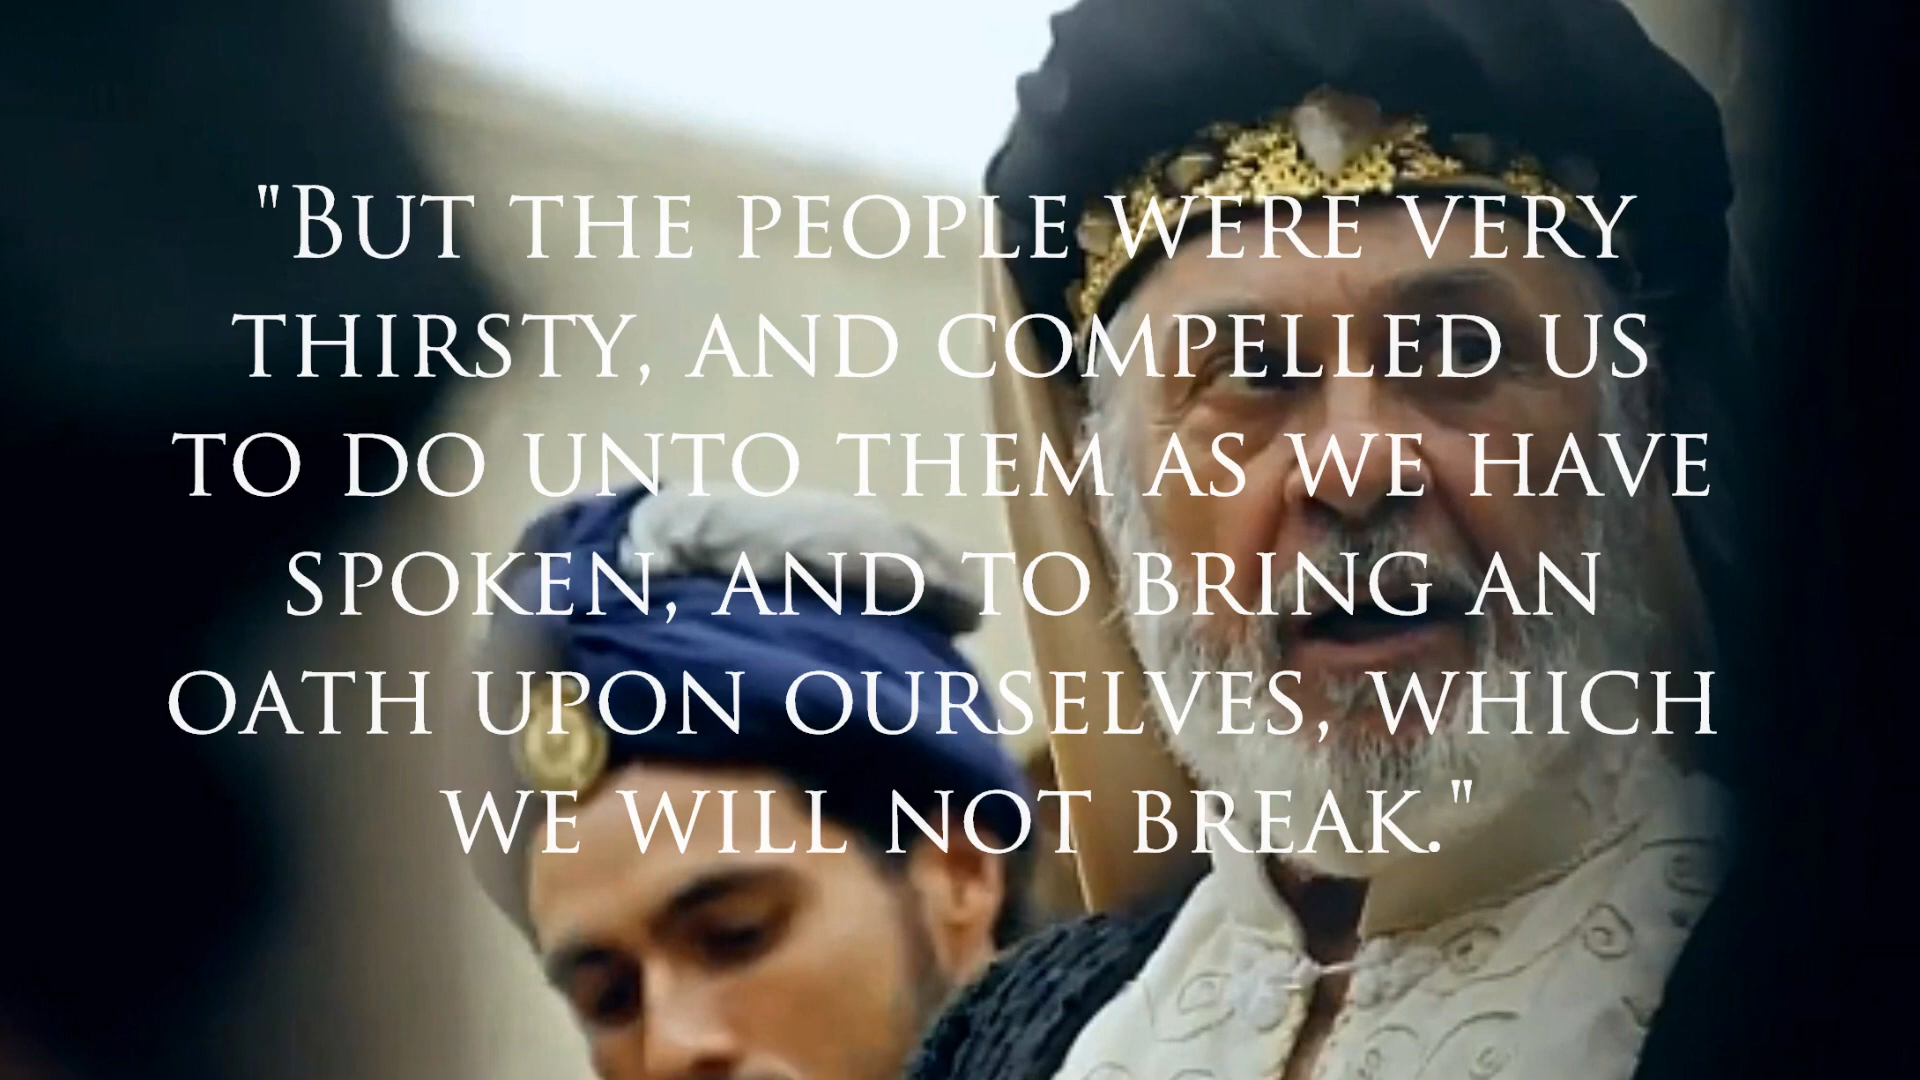 "BUT THE PEOPLE WERE VERY
THIRSTY, AND COMPELLED US
TO DO UNTO THEM AS WE HAVE
SPOKEN, AND TO BRING AN
OATH UPON OURSELVES, WHICH
WE WILL NOT BREAK."